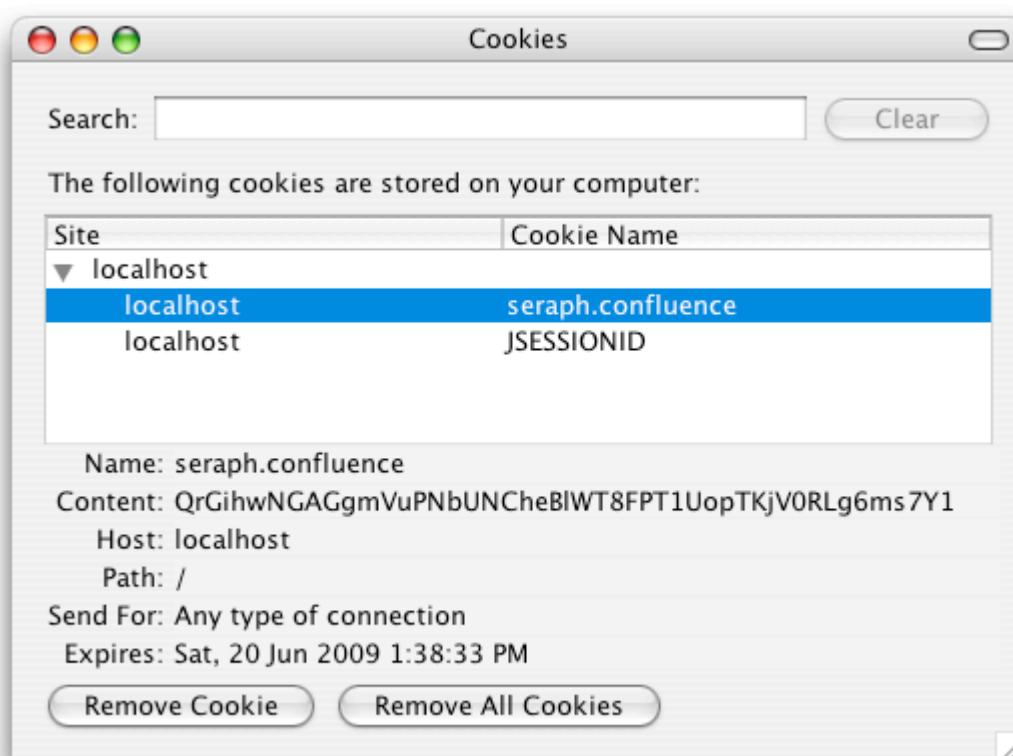 Cookies
Search: Clear
The following cookies are stored on your computer:
Site Cookie Name
localhost
localhost seraph.confluence
localhost JSESSIONID
Name: seraph.confluence
Content: QrGihwNGAGgmVuPNbUNCheBlWT8FPT1UopTKjV0RLg6ms7Y1
Host: localhost
Path: /
Send For: Any type of connection
Expires: Sat, 20 Jun 2009 1:38:33 PM
Remove Cookie Remove All Cookies